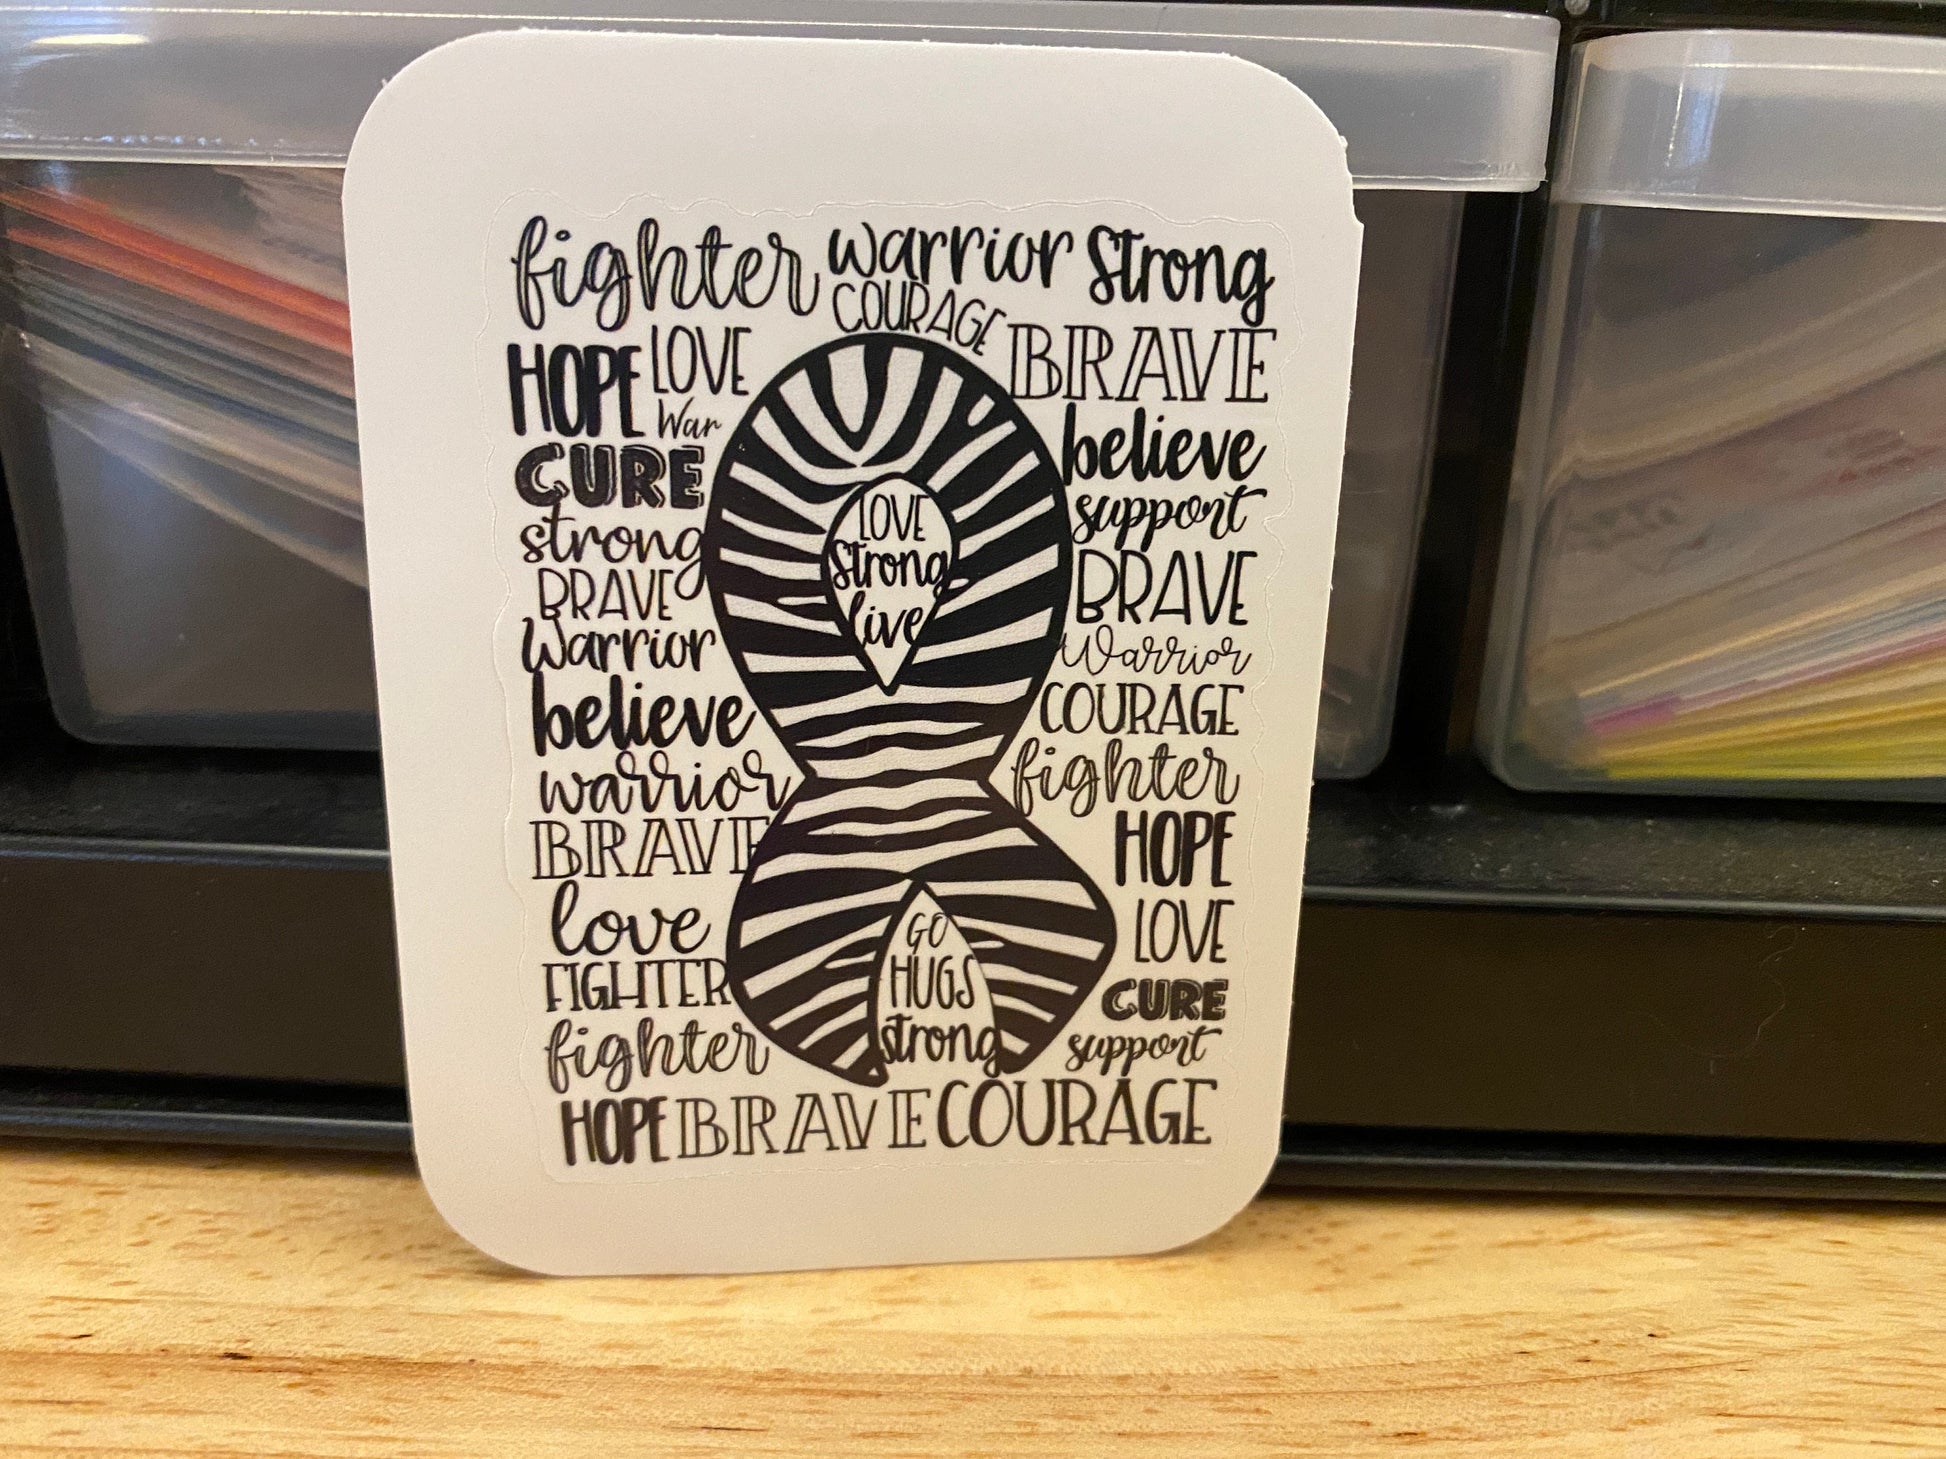 fighter warrior Strong
COURAGE
HOPE LOVE BRAVE
War
CURE believe
LOVE support
strong Strong BRAVE
BRAVE live
Warrior Warrior
believe COURAGE
warrior fighter
BRAVE HOPE
love GO LOVE
FIGHTER HUGS CURE
fighter strong support
HOPE BRAVE COURAGE